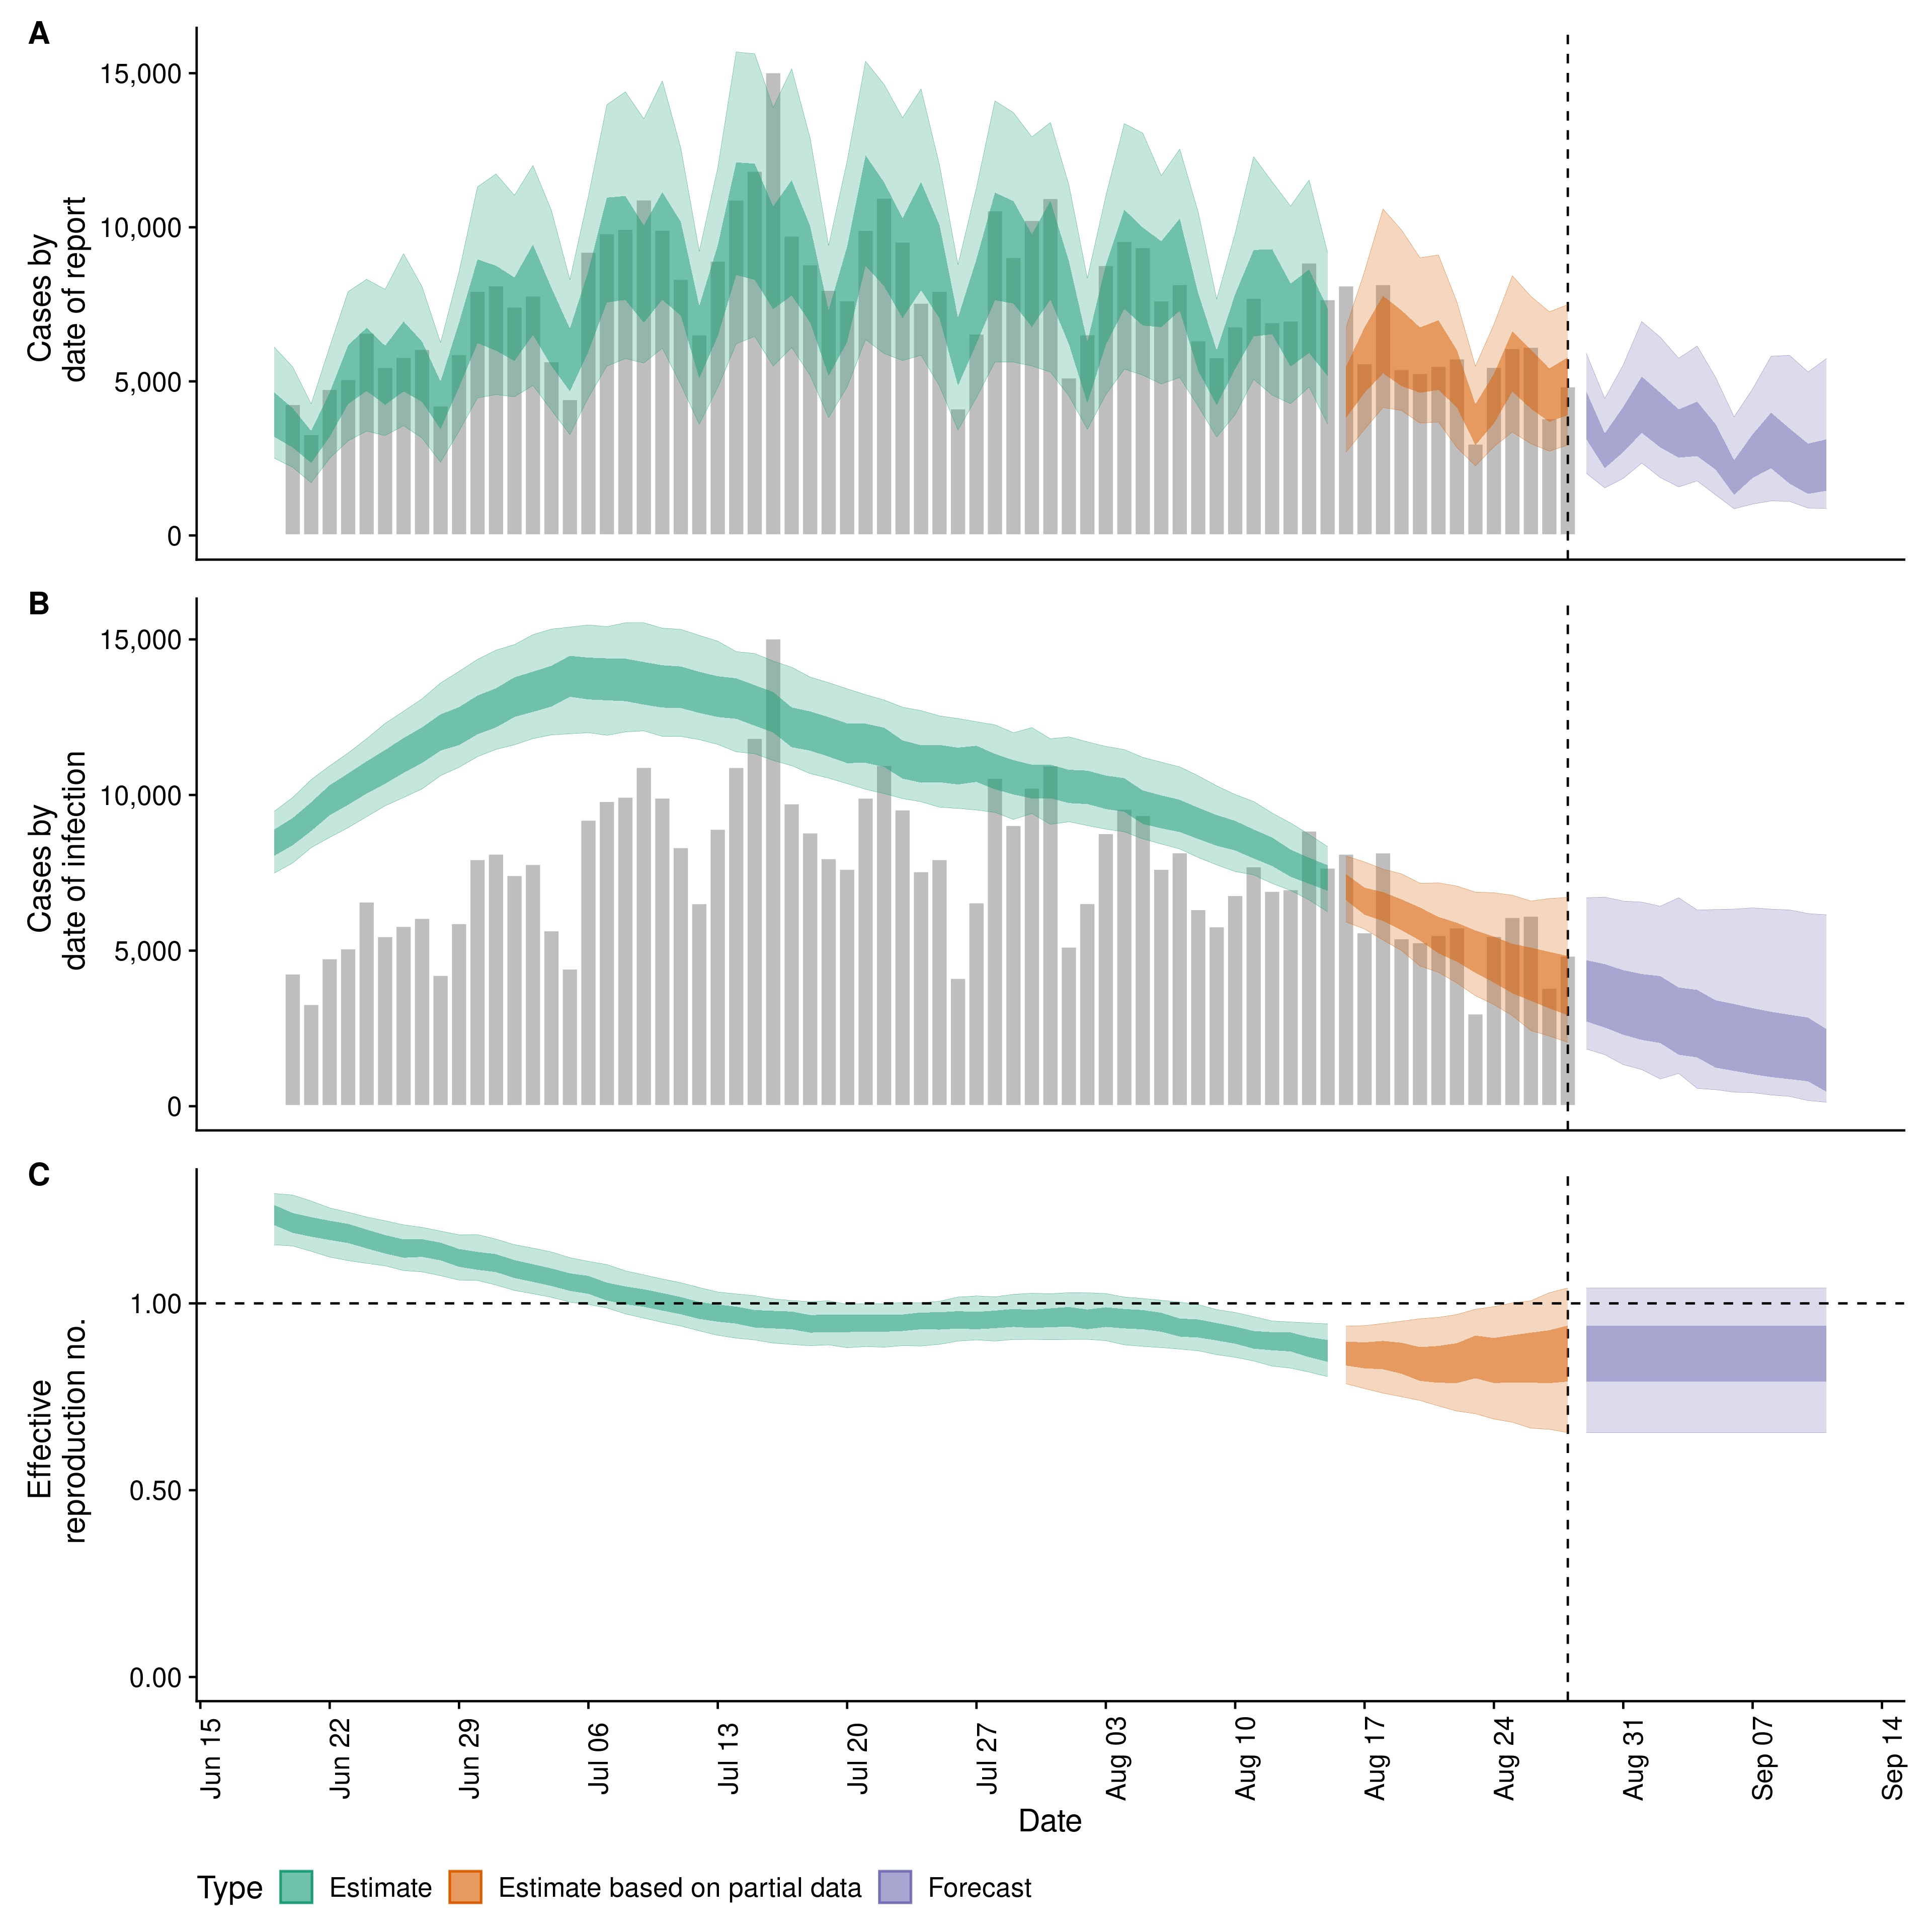 A
15,000
10,000
5,000
0
Cases by
date of report
B
15,000
10,000
5,000
0
Cases by
date of infection
C
1.00
0.50
0.00
Effective
reproduction no.
Jun 15
Jun 22
Jun 29
Jul 06
Jul 13
Jul 20
Jul 27
Aug 03
Aug 10
Aug 17
Aug 24
Aug 31
Sep 07
Sep 14
Date
Type Estimate Estimate based on partial data Forecast